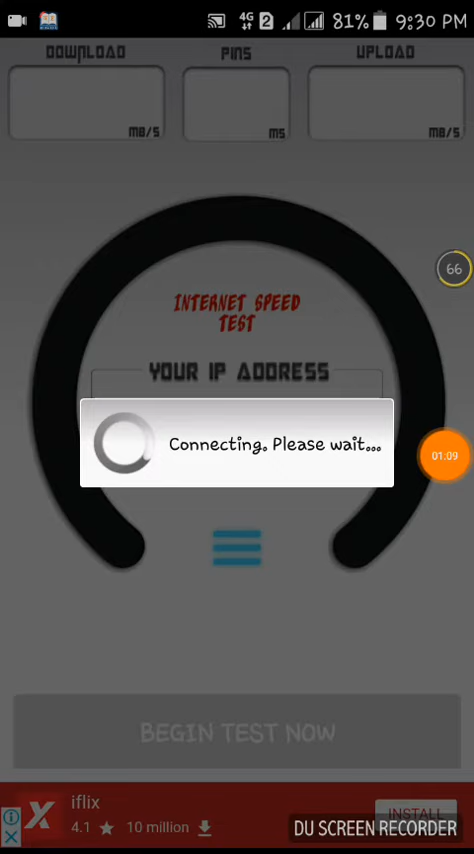 4G 2 81% 9:30 PM
DOWNLOAD PINS UPLOAD
MB/S MS MB/S
66
INTERNET SPEED
TEST
YOUR IP ADDRESS
Connecting. Please wait...
01:09
BEGIN TEST NOW
iflix
4.1 10 million
INSTALL
DU SCREEN RECORDER